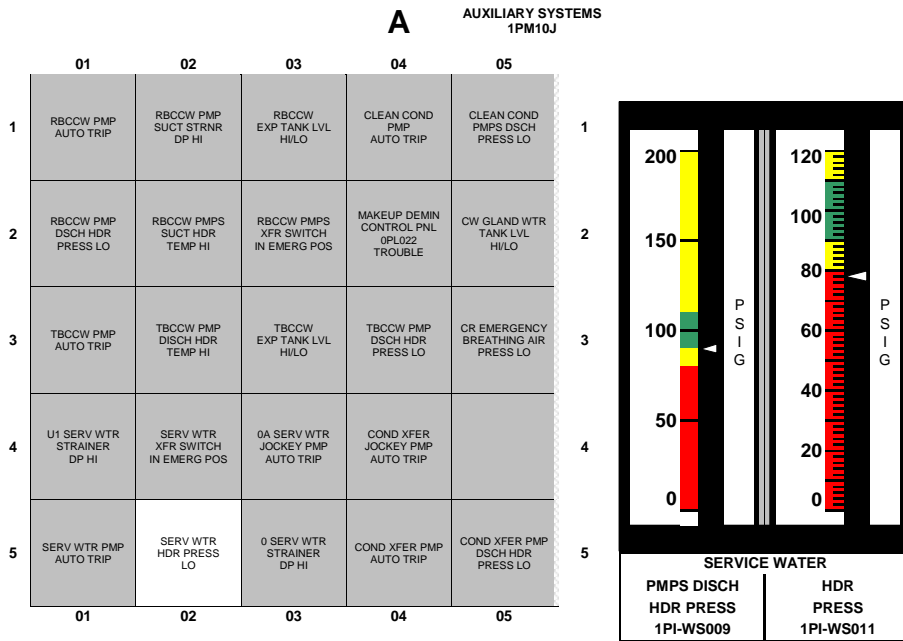 A
AUXILIARY SYSTEMS
1PM10J
01 02 03 04 05
1
RBCCW PMP
AUTO TRIP
RBCCW PMP
SUCT STRNR
DP HI
RBCCW
EXP TANK LVL
HI/LO
CLEAN COND
PMP
AUTO TRIP
CLEAN COND
PMPS DSCH
PRESS LO
1
2
RBCCW PMP
DSCH HDR
PRESS LO
RBCCW PMPS
SUCT HDR
TEMP HI
RBCCW PMPS
XFR SWITCH
IN EMERG POS
MAKEUP DEMIN
CONTROL PNL
0PL022
TROUBLE
CW GLAND WTR
TANK LVL
HI/LO
2
3
TBCCW PMP
AUTO TRIP
TBCCW PMP
DISCH HDR
TEMP HI
TBCCW
EXP TANK LVL
HI/LO
TBCCW PMP
DSCH HDR
PRESS LO
CR EMERGENCY
BREATHING AIR
PRESS LO
3
4
U1 SERV WTR
STRAINER
DP HI
SERV WTR
XFR SWITCH
IN EMERG POS
0A SERV WTR
JOCKEY PMP
AUTO TRIP
COND XFER
JOCKEY PMP
AUTO TRIP
4
5
SERV WTR PMP
AUTO TRIP
SERV WTR
HDR PRESS
LO
0 SERV WTR
STRAINER
DP HI
COND XFER PMP
AUTO TRIP
COND XFER PMP
DSCH HDR
PRESS LO
5
01 02 03 04 05
200
150
100
50
0
P
S
I
G
120
100
80
60
40
20
0
P
S
I
G
SERVICE WATER
PMPS DISCH
HDR PRESS
1PI-WS009
HDR
PRESS
1PI-WS011